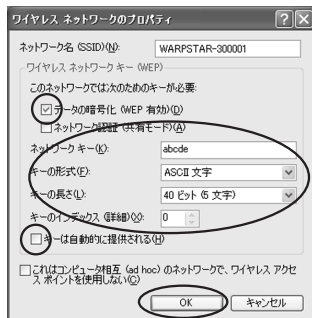 ワイヤレス ネットワークのプロパティ
ネットワーク名 (SSID)(N): WARPSTAR-300001
ワイヤレス ネットワーク キー (WEP)
このネットワークでは次のためのキーが必要:
データの暗号化 (WEP 有効)(D)
ネットワーク認証 (共有モード)(A)
ネットワーク キー(K): abcde
キーの形式(F): ASCII 文字
キーの長さ(L): 40 ビット (5 文字)
キーのインデックス (詳細)(X): 0
キーは自動的に提供される(H)
これはコンピュータ相互 (ad hoc) のネットワークで、ワイヤレス アクセ
ス ポイントを使用しない(C)
OK キャンセル